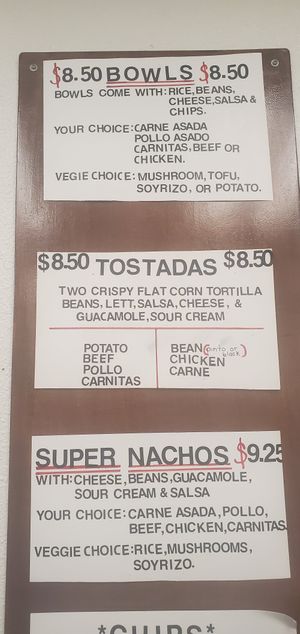 $8.50 BOWLS $8.50
BOWLS COME WITH:RICE,BEANS,
CHEESE,SALSA &
CHIPS.
YOUR CHOICE:CARNE ASADA
POLLO ASADO
CARNITAS,BEEF OR
CHICKEN.
VEGIE CHOICE:MUSHROOM,TOFU,
SOYRIZO, OR POTATO.
$8.50 TOSTADAS $8.50
TWO CRISPY FLAT CORN TORTILLA
BEANS, LETT,SALSA,CHEESE, &
GUACAMOLE,SOUR CREAM
POTATO
BEEF
POLLO
CARNITAS
BEAN(pinto or black)
CHICKEN
CARNE
SUPER NACHOS $9.25
WITH:CHEESE,BEANS,GUACAMOLE,
SOUR CREAM & SALSA
YOUR CHOICE:CARNE ASADA,POLLO,
BEEF,CHICKEN,CARNITAS
VEGGIE CHOICE:RICE,MUSHROOMS,
SOYRIZO.
*CHIPS*